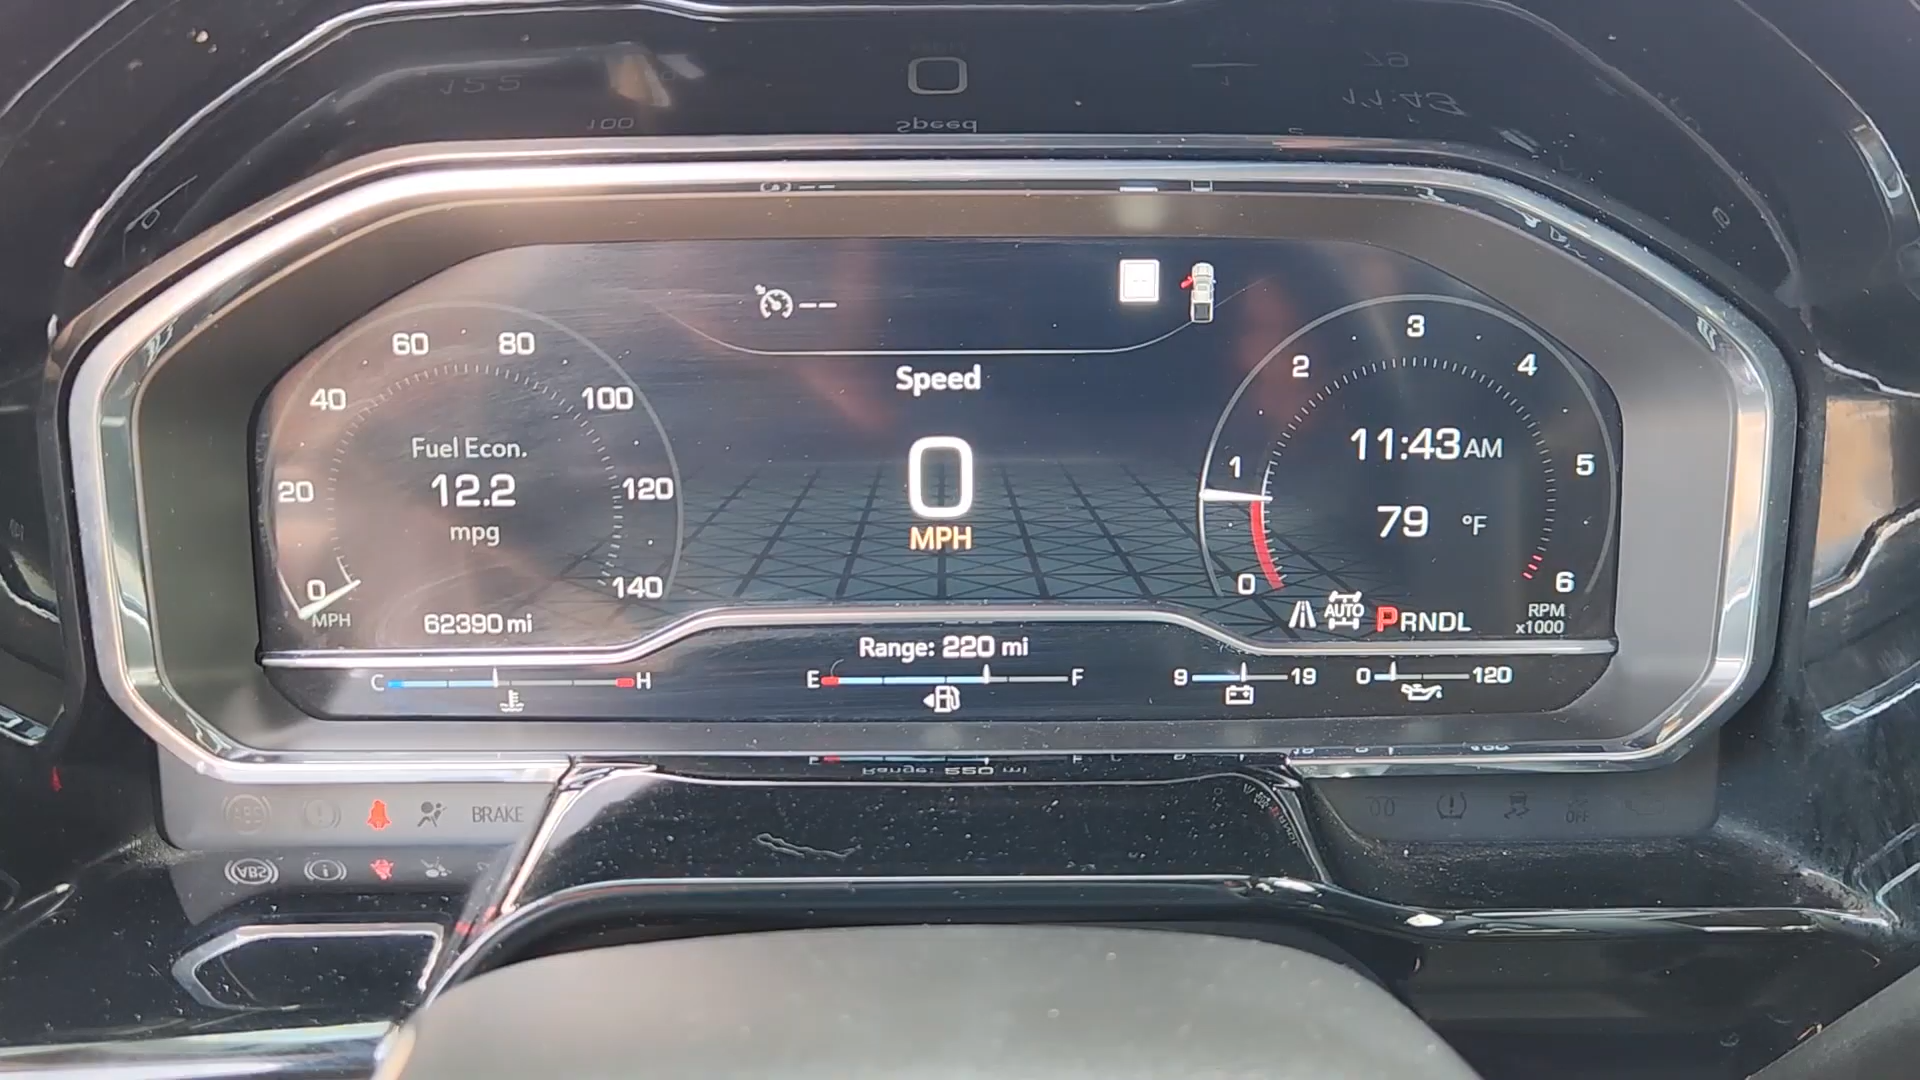 Speed
0
MPH
60 80
40 100
20 120
0 140
MPH
Fuel Econ.
12.2
mpg
62390 mi
0 1 2 3 4 5 6
11:43 AM
79 °F
AUTO
PRNDL
RPM
x1000
Range: 220 mi
C H
E F
9 19
0 120
ABS
BRAKE
OFF